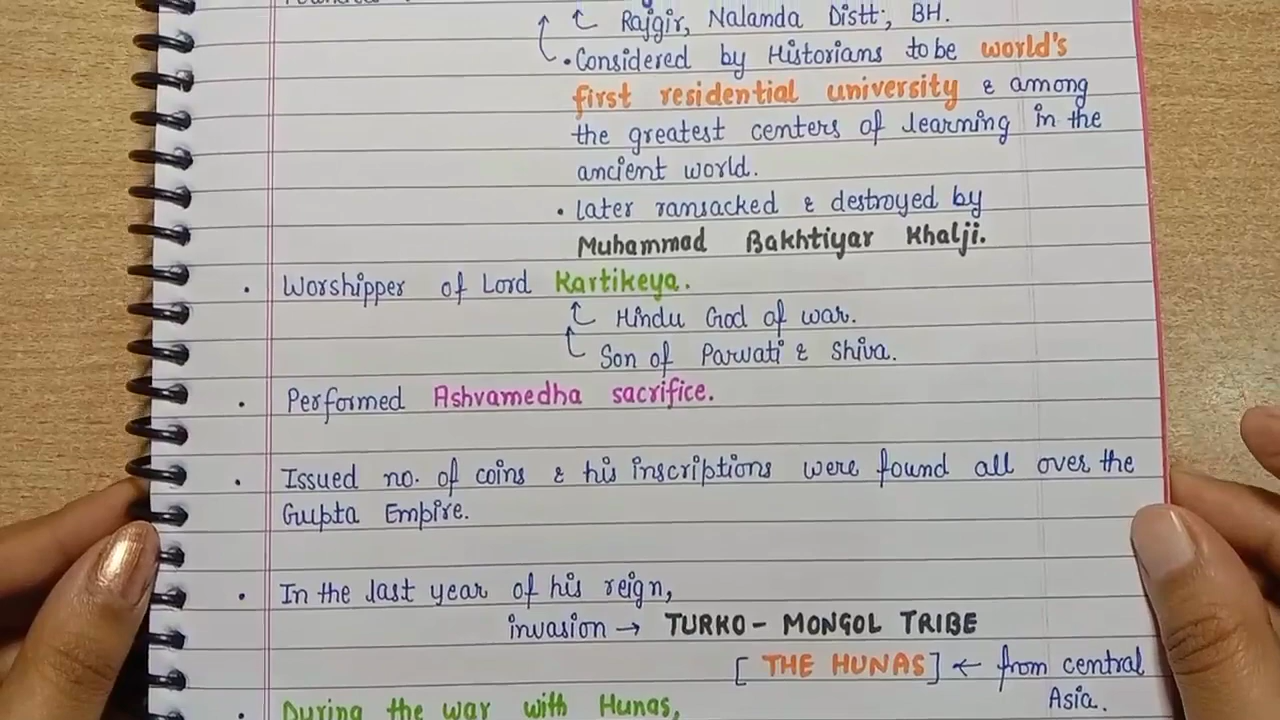 ↑ Rajgir, Nalanda Distt., BH.
• Considered by Historians to be world's
first residential university & among
the greatest centers of learning in the
ancient world.
• Later ransacked & destroyed by
Muhammad Bakhtiyar Khalji.
• Worshipper of Lord Kartikeya.
↑ Hindu God of war.
↑ Son of Parvati & Shiva.
• Performed Ashvamedha sacrifice.
• Issued no. of coins & his inscriptions were found all over the
Gupta Empire.
• In the last year of his reign,
invasion → TURKO - MONGOL TRIBE
[ THE HUNAS ] ← from central
Asia.
• During the war with Hunas,